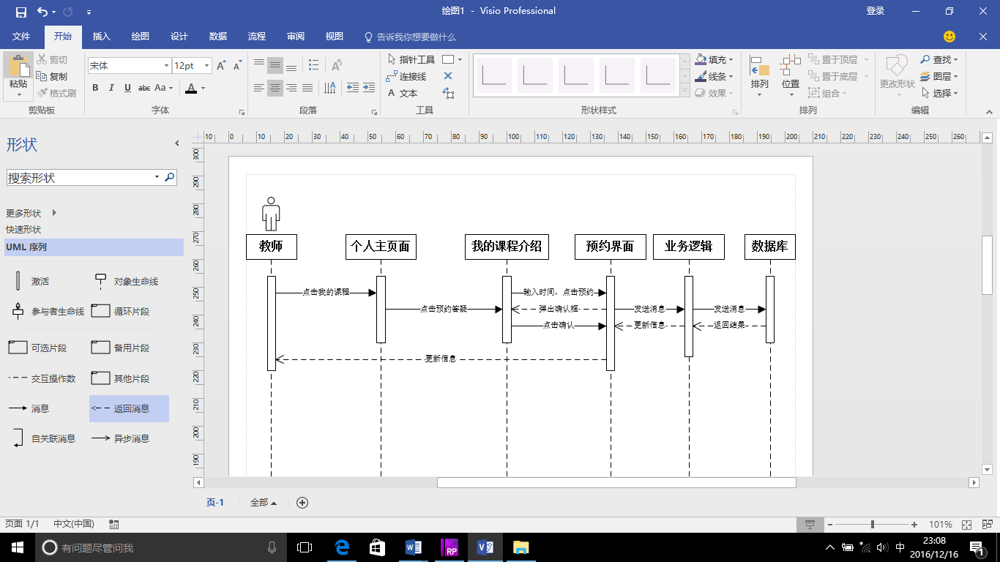 绘图1 - Visio Professional
登录
文件 开始 插入 绘图 设计 数据 流程 审阅 视图 告诉我你想要做什么
粘贴 剪切 复制 格式刷
剪贴板
宋体 12pt
B I U abc Aa A
字体
段落
指针工具
连接线
A 文本
工具
形状样式
填充
线条
效果
排列 位置 置于顶层 置于底层 组合
排列
更改形状 查找 图层 选择
编辑
形状
搜索形状
更多形状
快速形状
UML 序列
激活 对象生命线
参与者生命线 循环片段
可选片段 备用片段
交互操作数 其他片段
消息 返回消息
自关联消息 异步消息
10 0 10 20 30 40 50 60 70 80 90 100 110 120 130 140 150 160 170 180 190 200 210 220 230 240 250 260
300
290
280
270
260
250
240
230
220
210
200
190
教师 个人主页面 我的课程介绍 预约界面 业务逻辑 数据库
点击我的课程 输入时间，点击预约
点击预约答疑 弹出确认框 发送消息 发送消息
点击确认 更新信息 返回结果
更新信息
页-1 全部
页面 1/1 中文(中国) 101%
有问题尽管问我
RP
中
23:08
2016/12/16
1